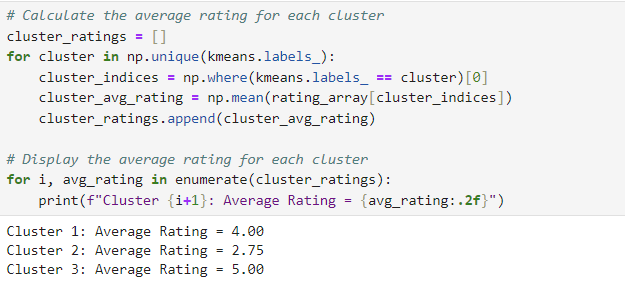 # Calculate the average rating for each cluster
cluster_ratings = []
for cluster in np.unique(kmeans.labels_):
    cluster_indices = np.where(kmeans.labels_ == cluster)[0]
    cluster_avg_rating = np.mean(rating_array[cluster_indices])
    cluster_ratings.append(cluster_avg_rating)

# Display the average rating for each cluster
for i, avg_rating in enumerate(cluster_ratings):
    print(f"Cluster {i+1}: Average Rating = {avg_rating:.2f}")
Cluster 1: Average Rating = 4.00
Cluster 2: Average Rating = 2.75
Cluster 3: Average Rating = 5.00